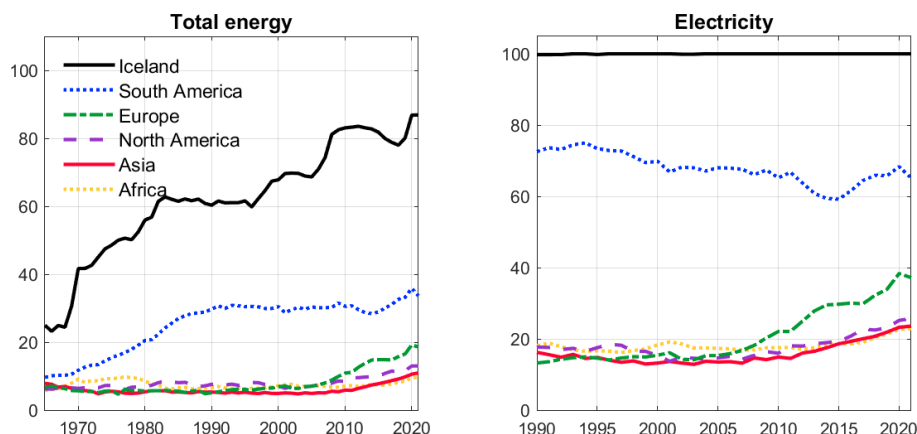 Total energy
100
80
60
40
20
0
Iceland
South America
Europe
North America
Asia
Africa
1970 1980 1990 2000 2010 2020
Electricity
100
80
60
40
20
0
1990 1995 2000 2005 2010 2015 2020